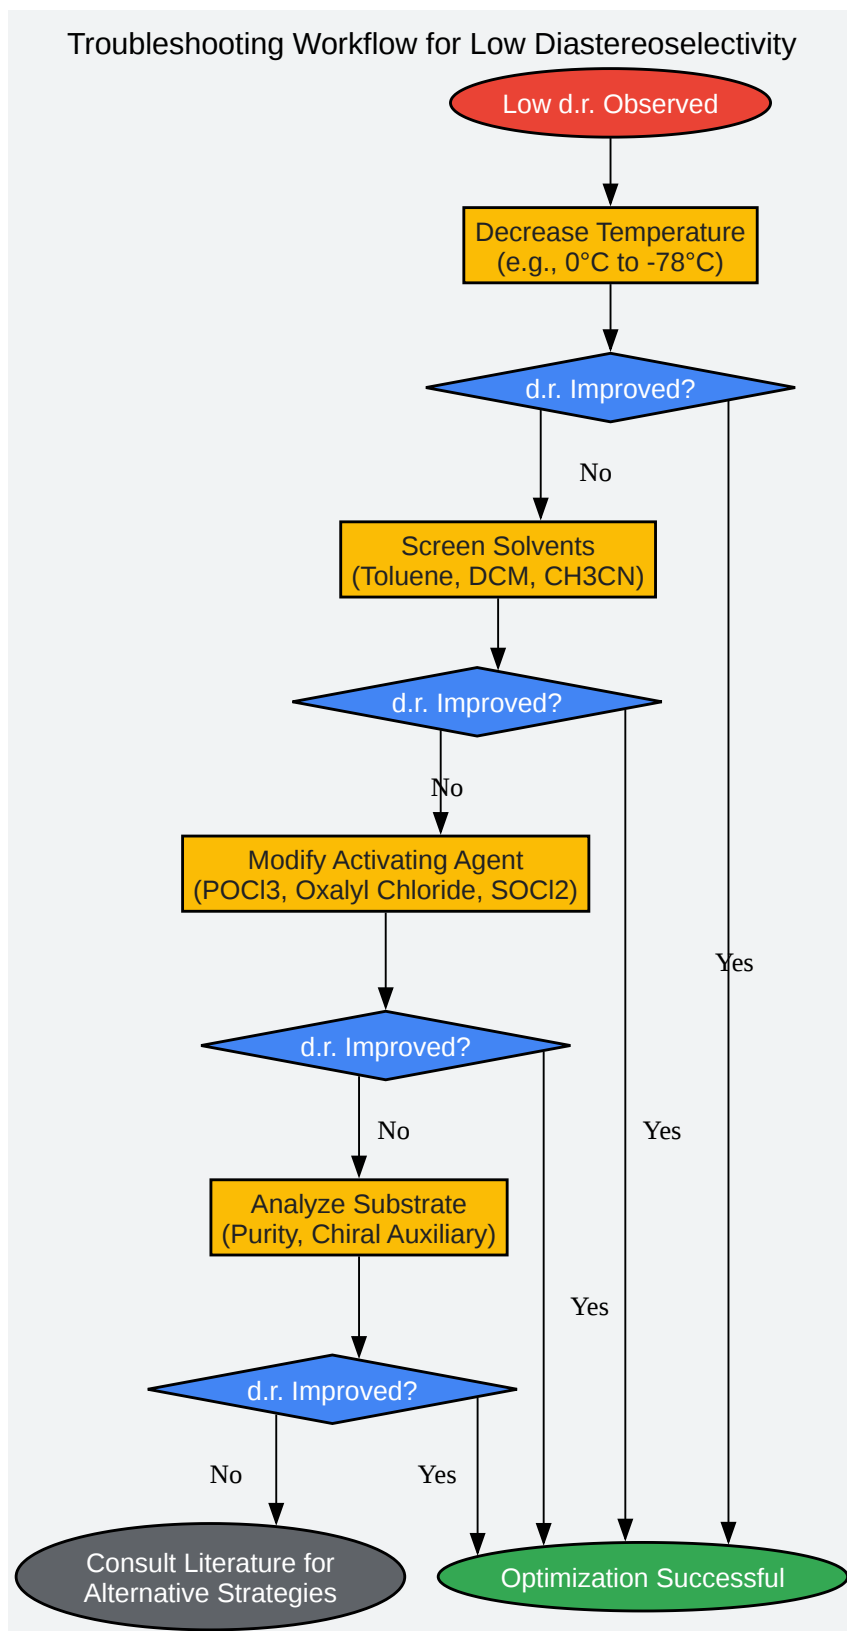 Troubleshooting Workflow for Low Diastereoselectivity
Low d.r. Observed
Decrease Temperature
(e.g., 0°C to -78°C)
d.r. Improved?
No
Screen Solvents
(Toluene, DCM, CH3CN)
d.r. Improved?
No
Modify Activating Agent
(POCl3, Oxalyl Chloride, SOCl2)
Yes
d.r. Improved?
No
Yes
Analyze Substrate
(Purity, Chiral Auxiliary)
Yes
d.r. Improved?
No
Yes
Consult Literature for
Alternative Strategies
Optimization Successful